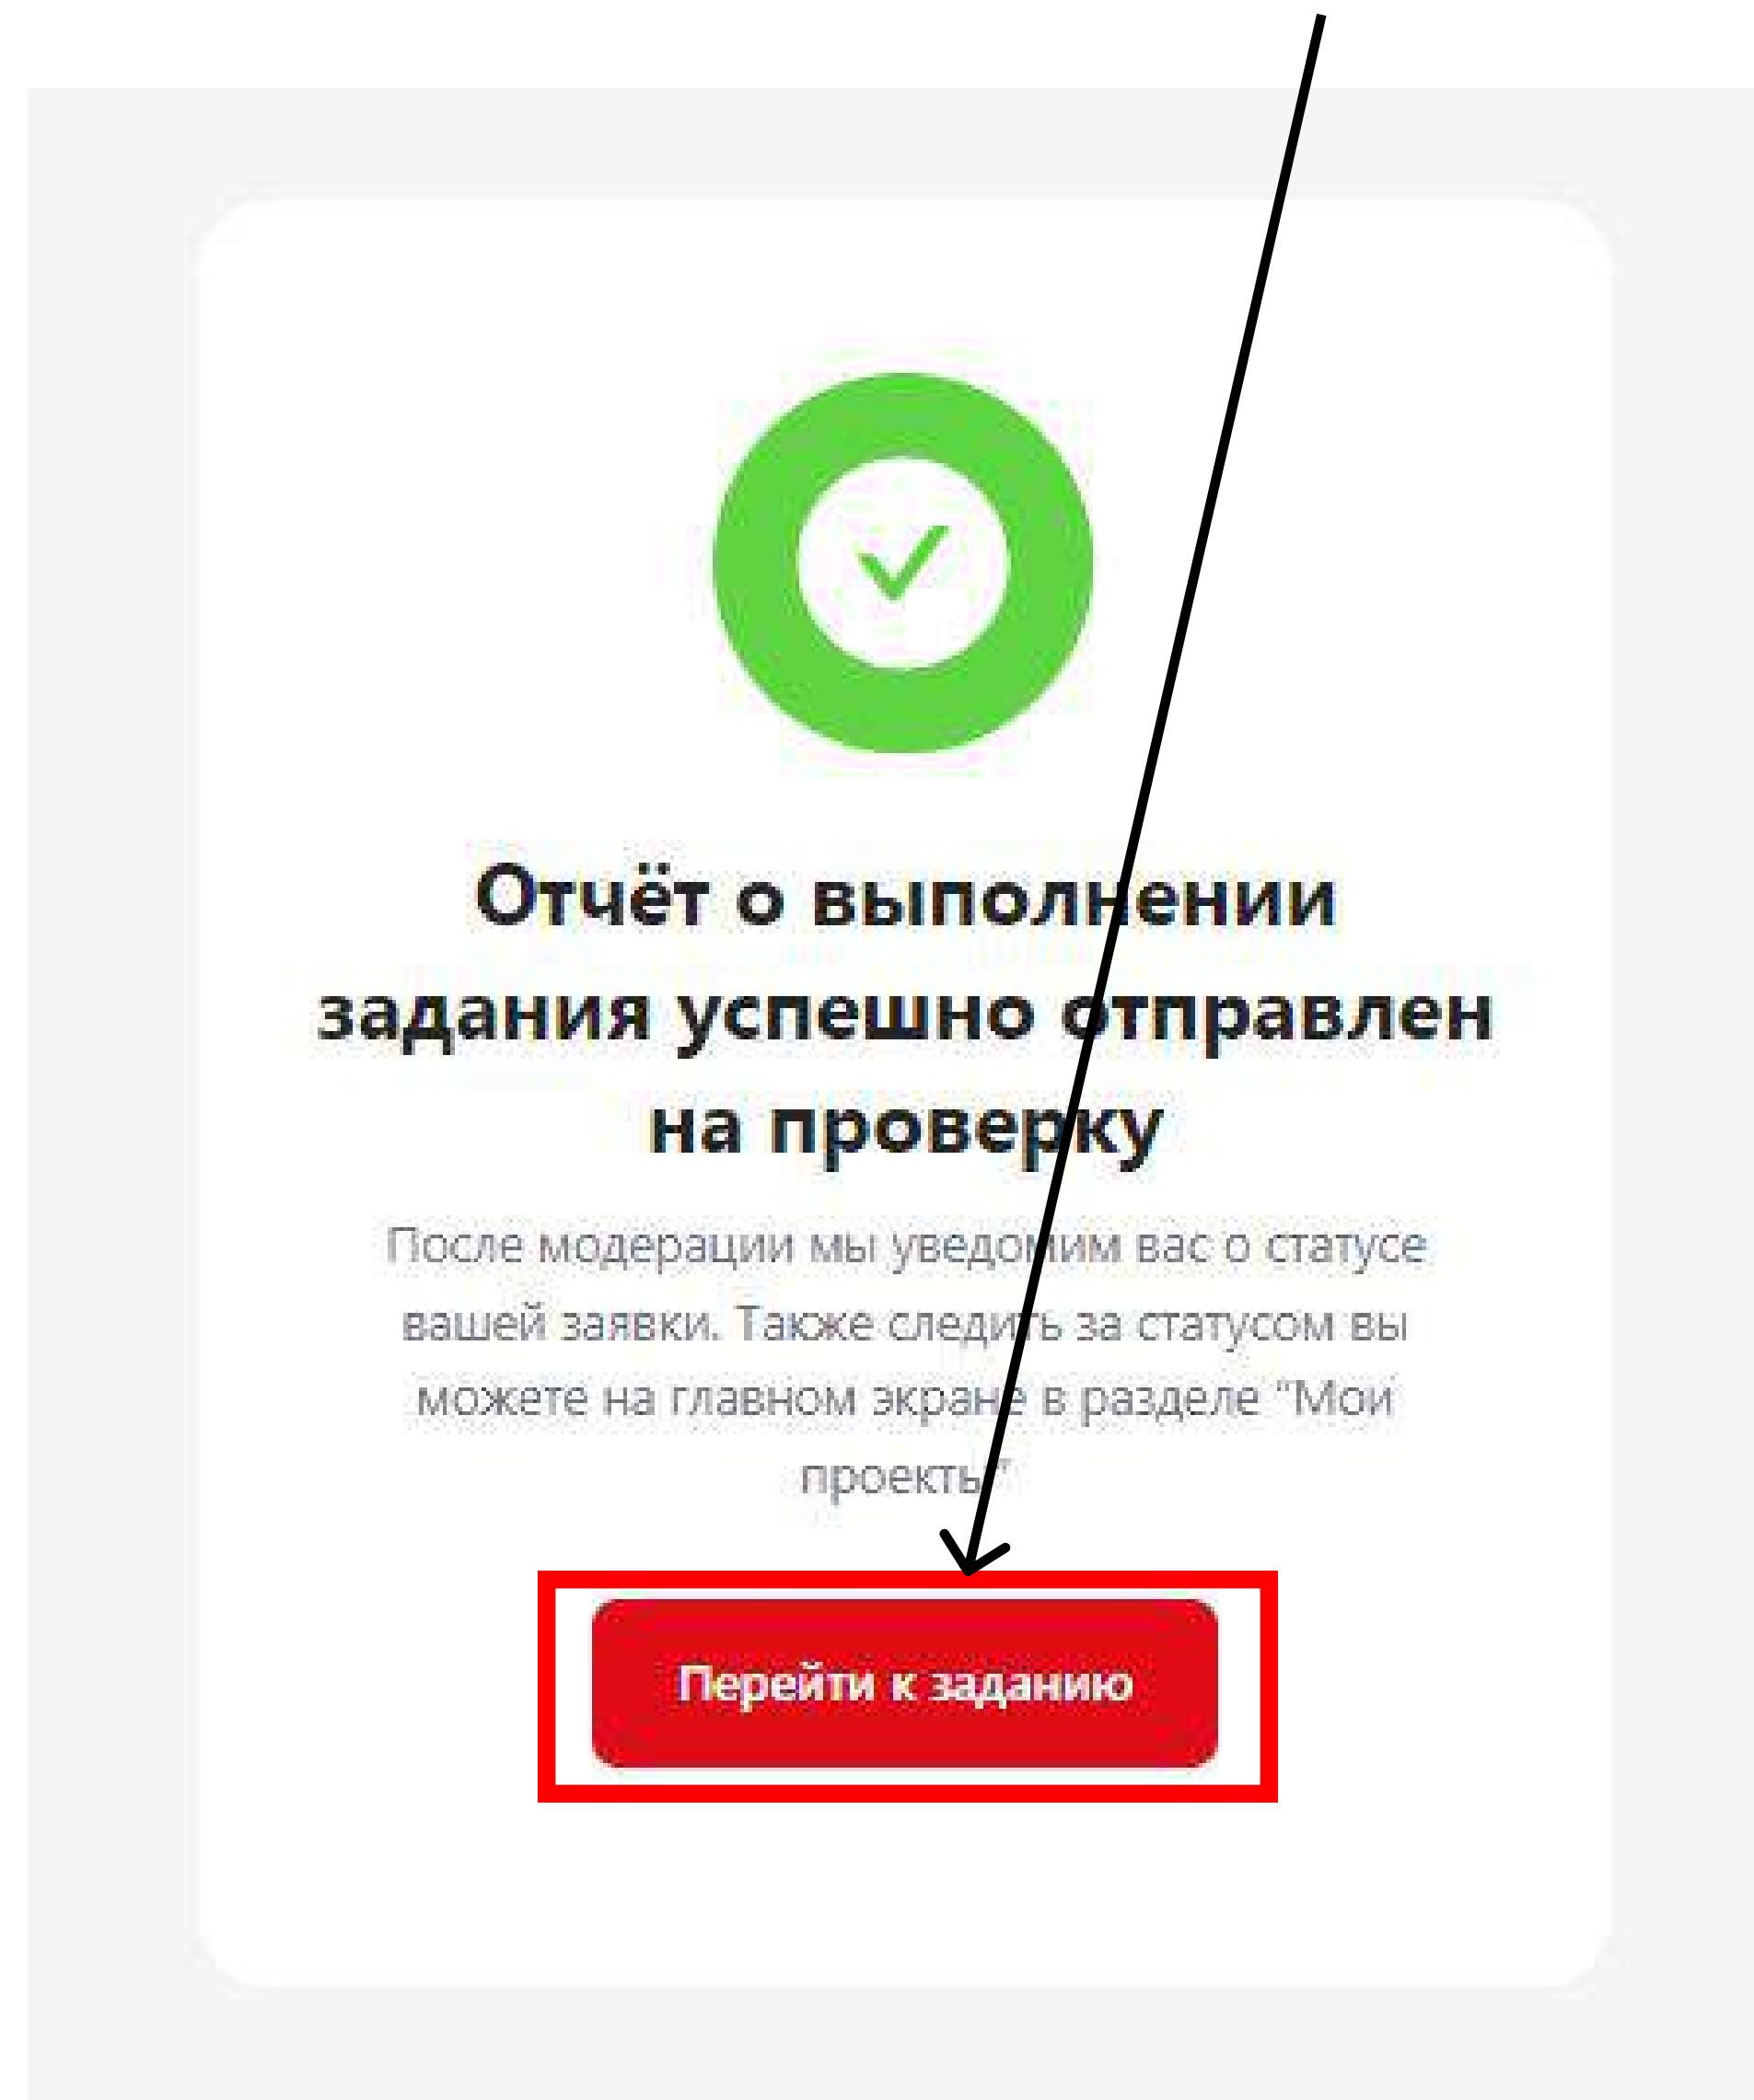 Отчёт о выполнении
задания успешно отправлен
на проверку
После модерации мы уведомим вас о статусе
вашей заявки. Также следить за статусом вы
можете на главном экране в разделе "Мои
проекты"
Перейти к заданию